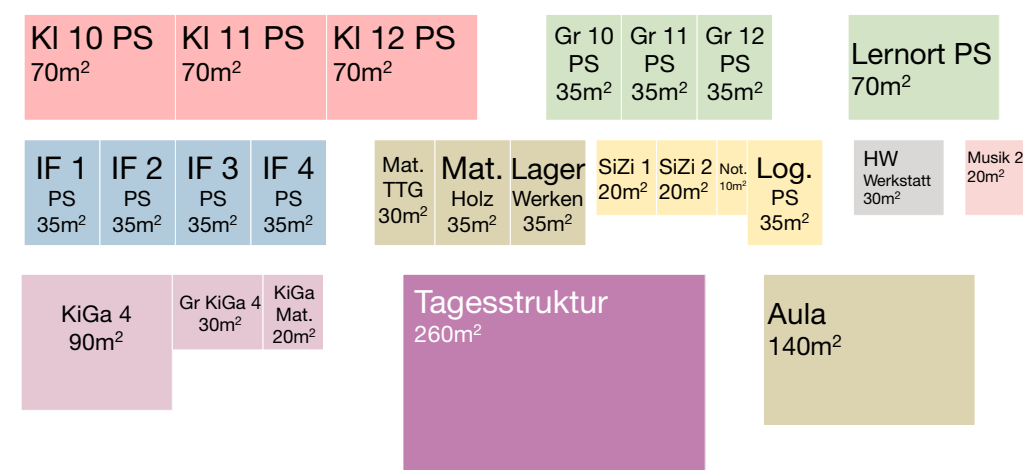 Kl 10 PS
70m²
Kl 11 PS
70m²
Kl 12 PS
70m²
Gr 10
PS
35m²
Gr 11
PS
35m²
Gr 12
PS
35m²
Lernort PS
70m²
IF 1
PS
35m²
IF 2
PS
35m²
IF 3
PS
35m²
IF 4
PS
35m²
Mat.
TTG
30m²
Mat.
Holz
35m²
Lager
Werken
35m²
SiZi 1
20m²
SiZi 2
20m²
Not.
10m²
Log.
PS
35m²
HW
Werkstatt
30m²
Musik 2
20m²
KiGa 4
90m²
Gr KiGa 4
30m²
KiGa
Mat.
20m²
Tagesstruktur
260m²
Aula
140m²